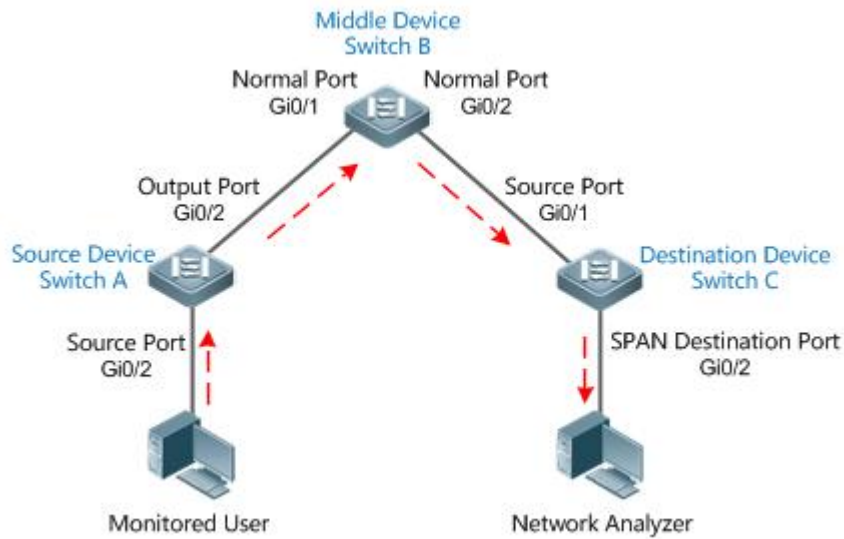 Middle Device
Switch B
Normal Port
Gi0/1
Normal Port
Gi0/2
Output Port
Gi0/2
Source Port
Gi0/1
Source Device
Switch A
Destination Device
Switch C
Source Port
Gi0/2
SPAN Destination Port
Gi0/2
Monitored User
Network Analyzer